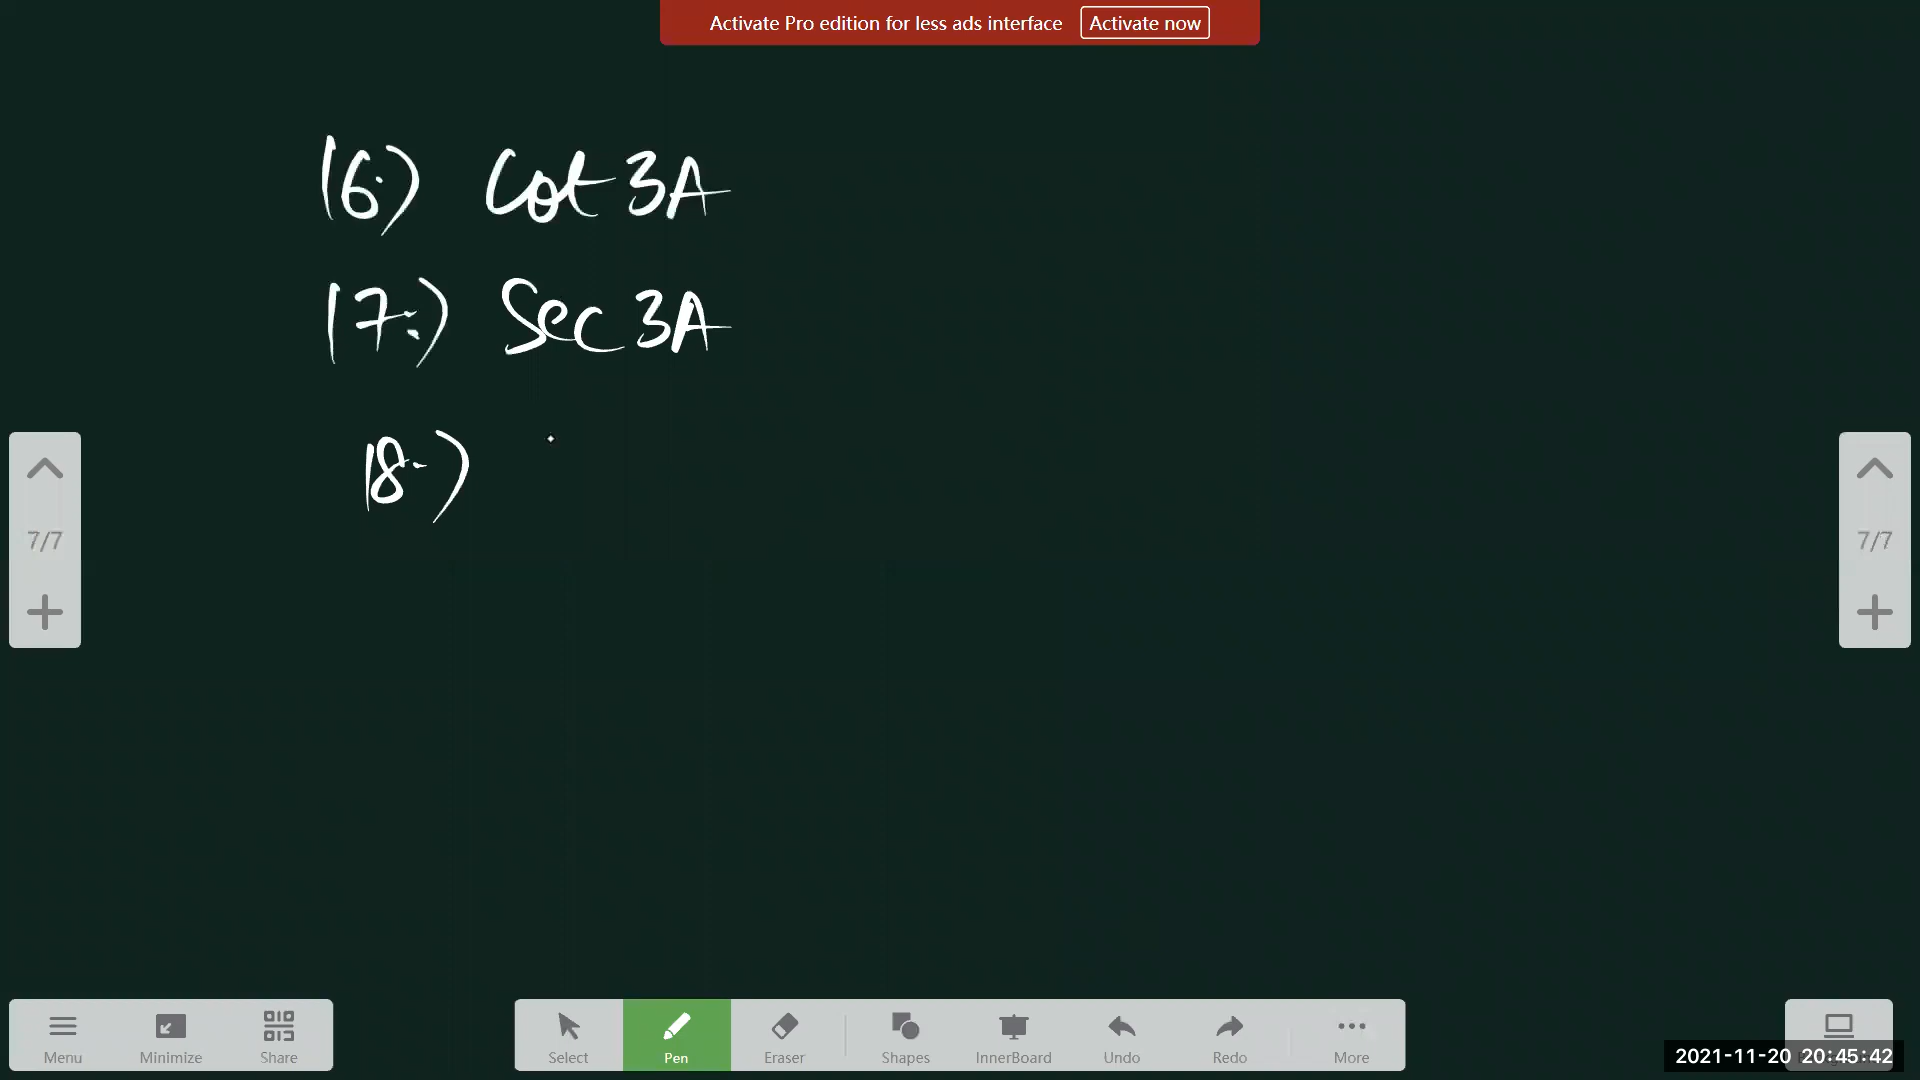 Activate Pro edition for less ads interface Activate now
16.) Cot 3A
17.) Sec 3A
18.)
7/7 7/7
Menu Minimize Share Select Pen Eraser Shapes InnerBoard Undo Redo More
2021-11-20 20:45:42